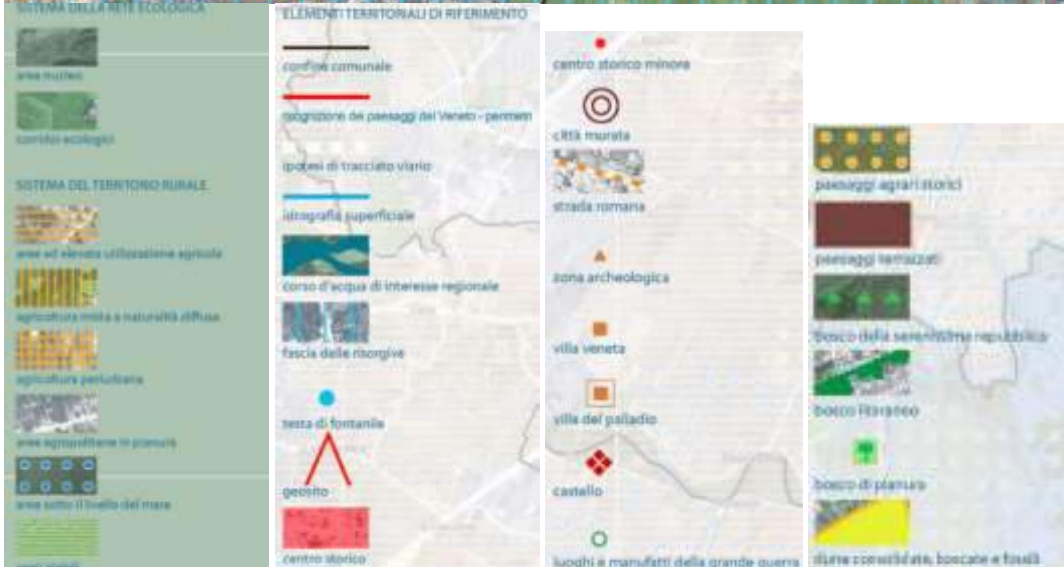 SISTEMA DELLA RETE ECOLOGICA
area nucleo
corridoi ecologici
SISTEMA DEL TERRITORIO RURALE
aree ad elevata utilizzazione agricola
agricoltura mista a naturalità diffusa
agricoltura periurbana
aree agropolitane in pianura
area sotto il livello del mare
prati stabili
ELEMENTI TERRITORIALI DI RIFERIMENTO
confine comunale
ricognizione dei paesaggi del Veneto - perimetri
ipotesi di tracciato viario
idrografia superficiale
corso d'acqua di interesse regionale
fascia delle risorgive
testa di fontanile
geosito
centro storico
centro storico minore
città murata
strada romana
zona archeologica
villa veneta
ville del palladio
castello
luoghi e manufatti della grande guerra
paesaggi agrari storici
paesaggi terrazzati
bosco della serenissima repubblica
bosco litoraneo
bosco di pianura
dune consolidate, boscate e fossili